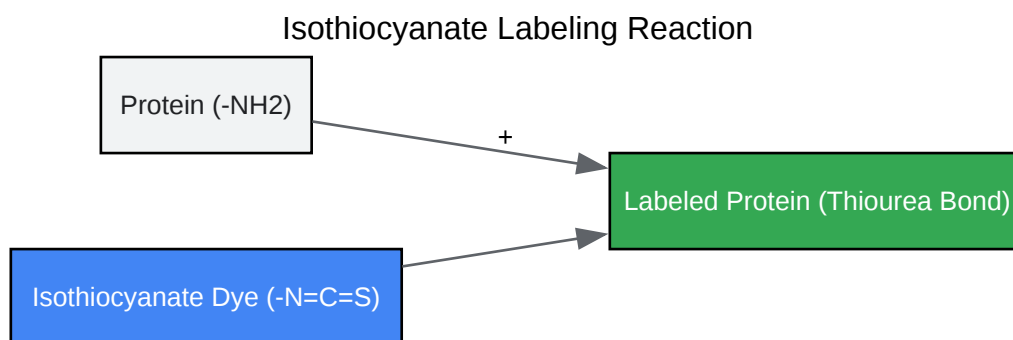 Isothiocyanate Labeling Reaction
Protein (-NH2)
+
Labeled Protein (Thiourea Bond)
Isothiocyanate Dye (-N=C=S)